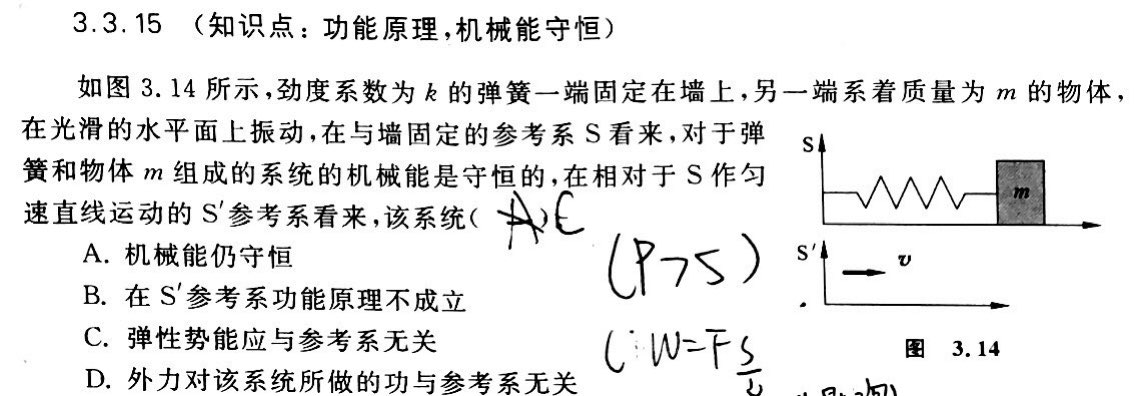 3.3.15 （知识点：功能原理,机械能守恒）
如图 3.14 所示,劲度系数为 k 的弹簧一端固定在墙上,另一端系着质量为 m 的物体,
在光滑的水平面上振动,在与墙固定的参考系 S 看来,对于弹
簧和物体 m 组成的系统的机械能是守恒的,在相对于 S 作匀
速直线运动的 S′参考系看来,该系统( A )C
A. 机械能仍守恒
B. 在 S′参考系功能原理不成立
C. 弹性势能应与参考系无关
D. 外力对该系统所做的功与参考系无关
(P75)
(∵W=FS
S
m
S′
v
图 3.14